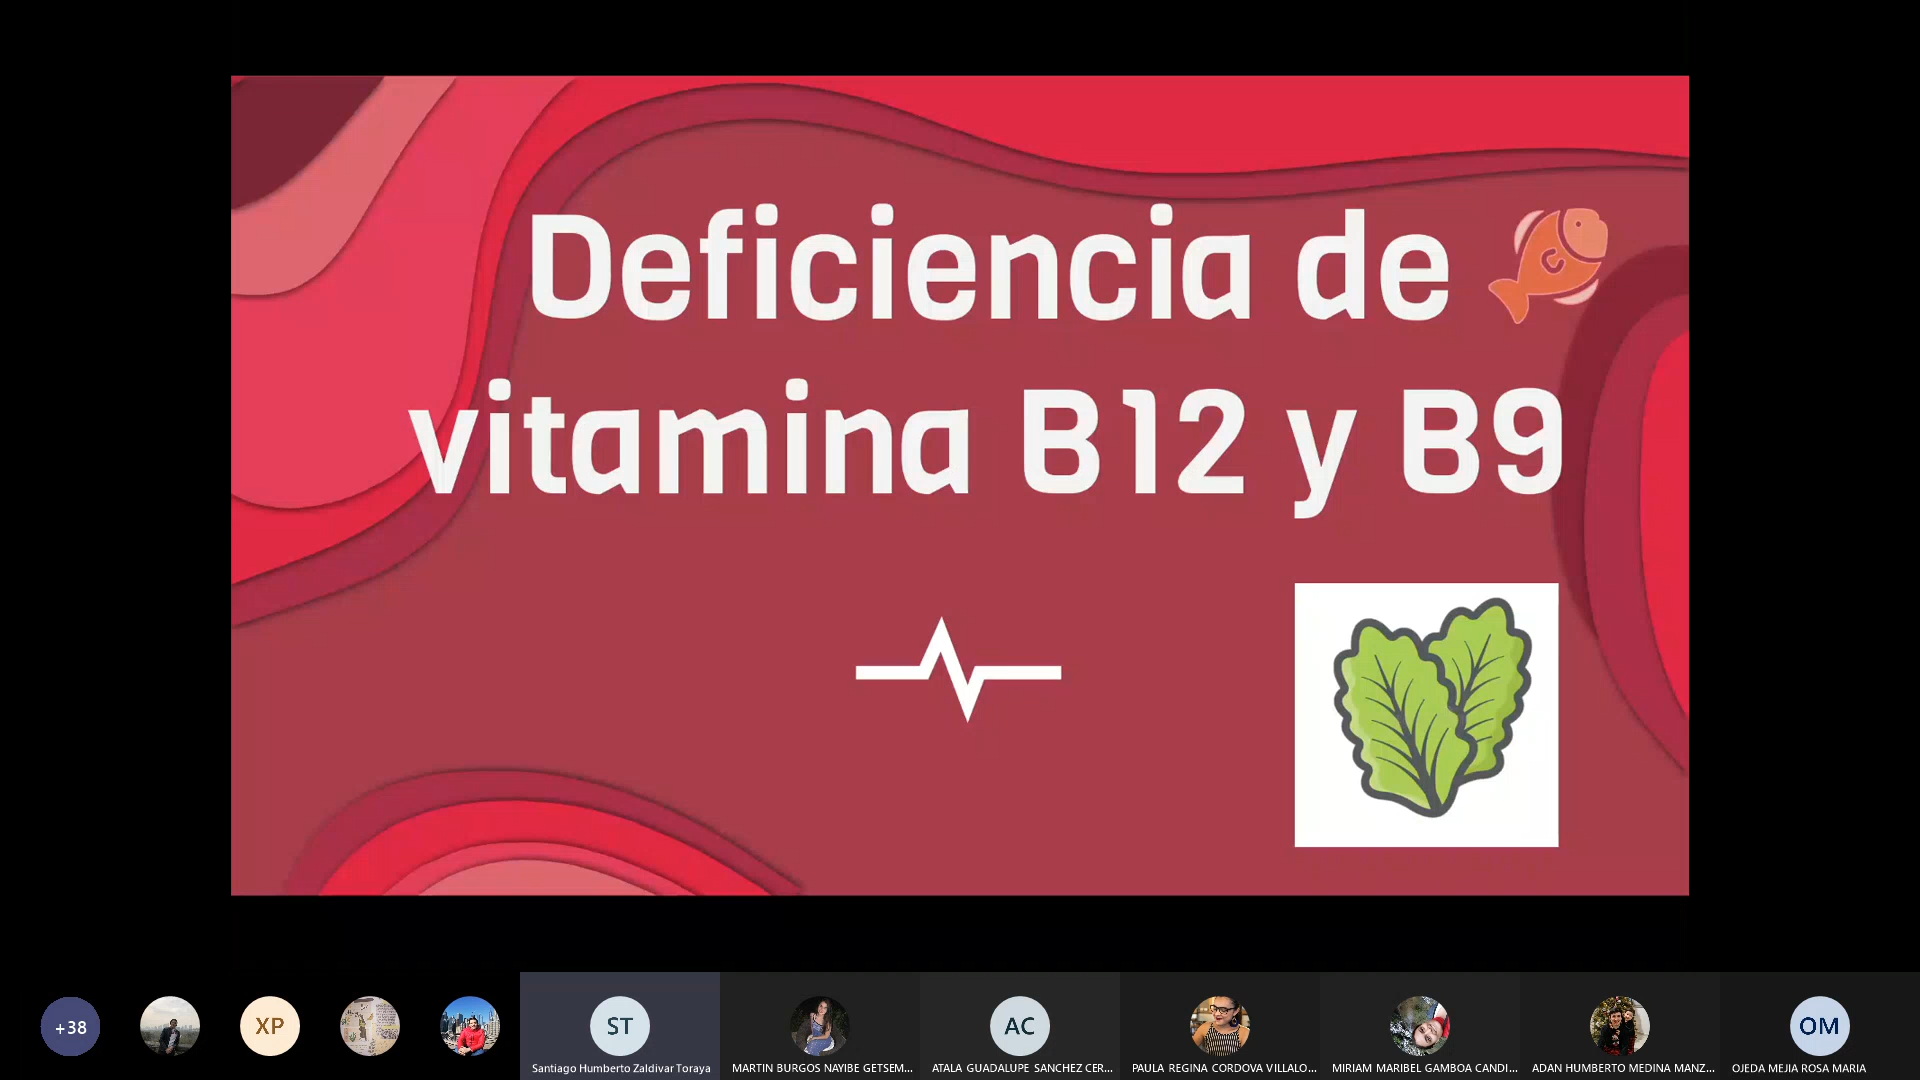 Deficiencia de
vitamina B12 y B9
+38
XP
ST
AC
OM
Santiago Humberto Zaldivar Toraya
MARTIN BURGOS NAYIBE GETSEM...
ATALA GUADALUPE SANCHEZ CER...
PAULA REGINA CORDOVA VILLALO...
MIRIAM MARIBEL GAMBOA CANDI...
ADAN HUMBERTO MEDINA MANZ...
OJEDA MEJIA ROSA MARIA